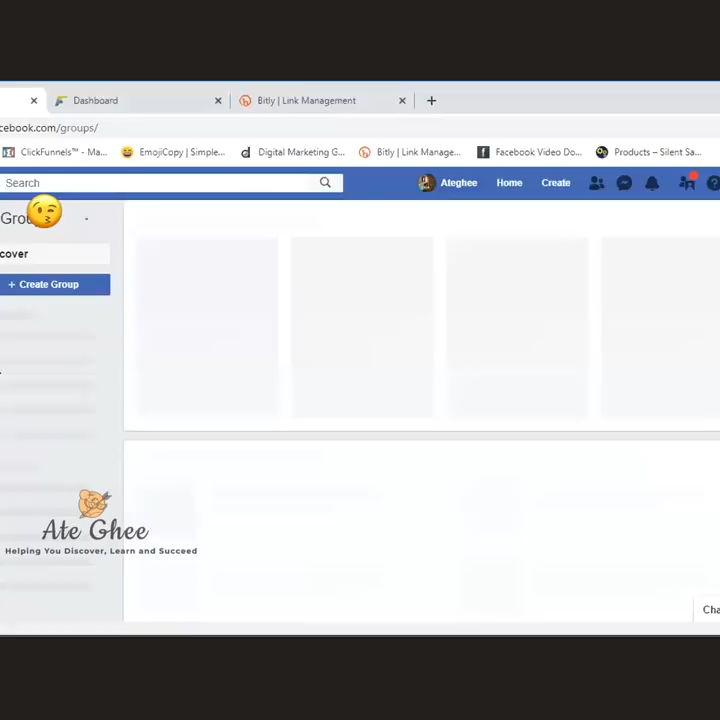 Dashboard
Bitly | Link Management
cebook.com/groups/
ClickFunnels™ - Ma...
EmojiCopy | Simple...
Digital Marketing G...
Bitly | Link Manage...
Facebook Video Do...
Products – Silent Sa...
Search
Ateghee
Home
Create
Grou
cover
+ Create Group
Ate Ghee
Helping You Discover, Learn and Succeed
Cha